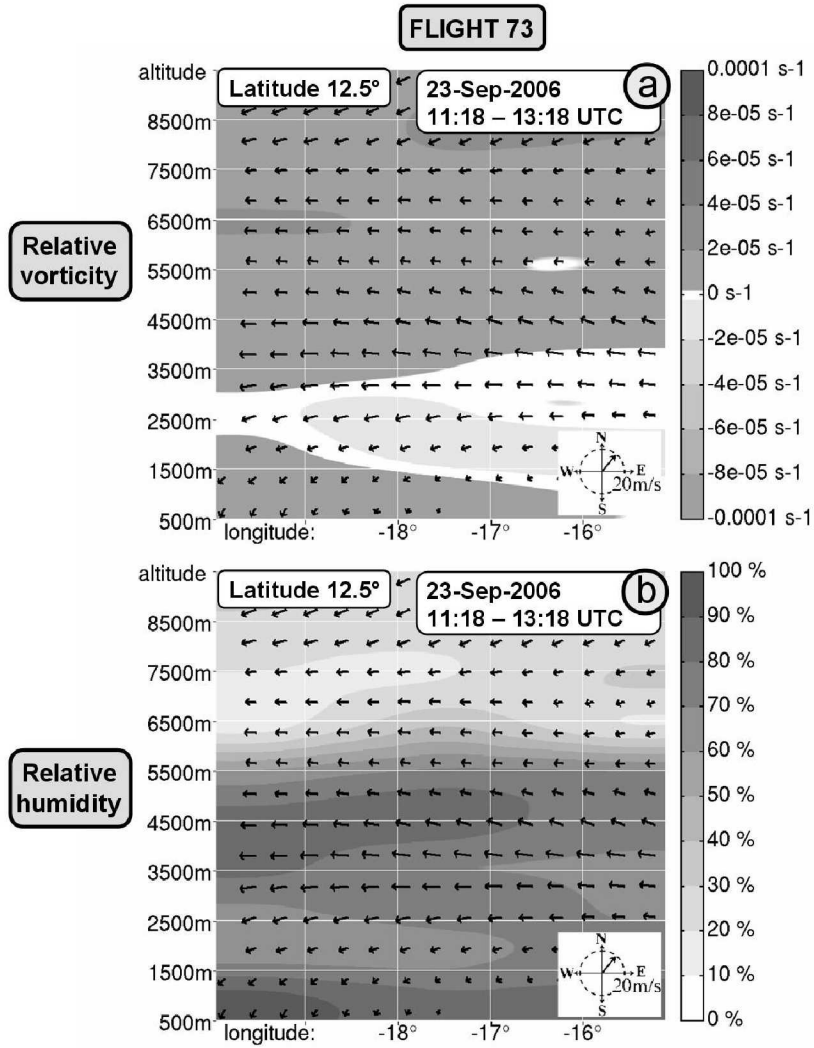 FLIGHT 73
Relative
vorticity
altitude
Latitude 12.5º
23-Sep-2006
11:18 – 13:18 UTC
a
8500m
7500m
6500m
5500m
4500m
3500m
2500m
1500m
500m
longitude:
-18°
-17°
-16°
N
W
E
S
20m/s
0.0001 s-1
8e-05 s-1
6e-05 s-1
4e-05 s-1
2e-05 s-1
0 s-1
-2e-05 s-1
-4e-05 s-1
-6e-05 s-1
-8e-05 s-1
-0.0001 s-1
Relative
humidity
altitude
Latitude 12.5º
23-Sep-2006
11:18 – 13:18 UTC
b
8500m
7500m
6500m
5500m
4500m
3500m
2500m
1500m
500m
longitude:
-18°
-17°
-16°
N
W
E
S
20m/s
100 %
90 %
80 %
70 %
60 %
50 %
40 %
30 %
20 %
10 %
0 %